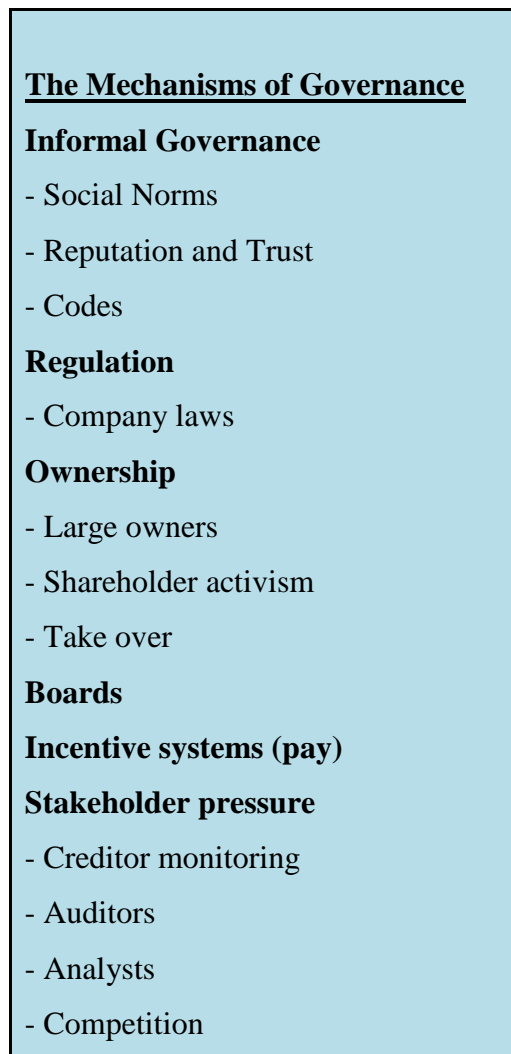 The Mechanisms of Governance
Informal Governance
- Social Norms
- Reputation and Trust
- Codes
Regulation
- Company laws
Ownership
- Large owners
- Shareholder activism
- Take over
Boards
Incentive systems (pay)
Stakeholder pressure
- Creditor monitoring
- Auditors
- Analysts
- Competition